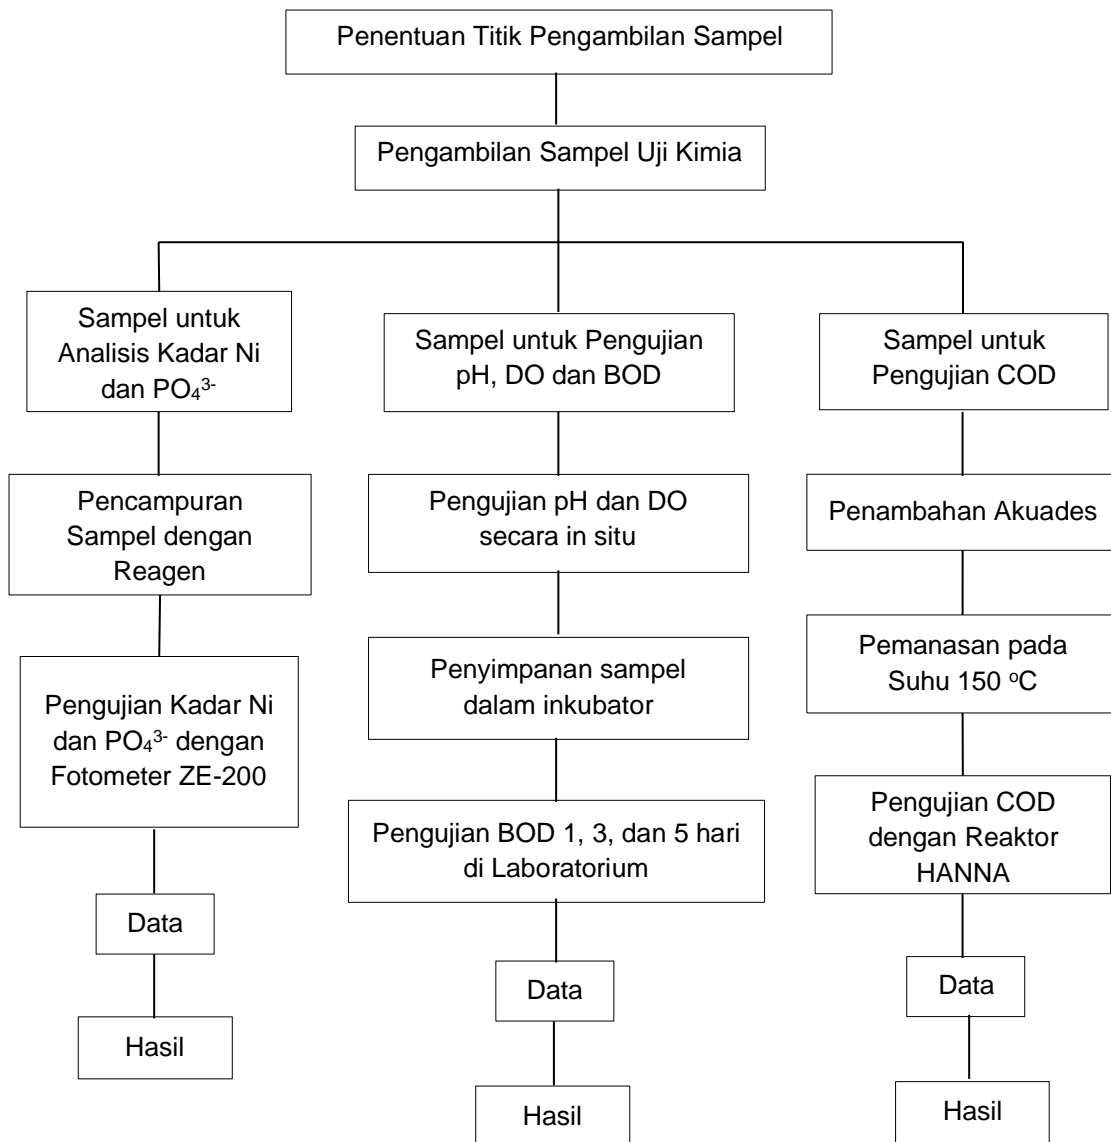 Penentuan Titik Pengambilan Sampel
Pengambilan Sampel Uji Kimia
Sampel untuk
Analisis Kadar Ni
dan PO₄³⁻
Pencampuran
Sampel dengan
Reagen
Pengujian Kadar Ni
dan PO₄³⁻ dengan
Fotometer ZE-200
Data
Hasil
Sampel untuk Pengujian
pH, DO dan BOD
Pengujian pH dan DO
secara in situ
Penyimpanan sampel
dalam inkubator
Pengujian BOD 1, 3, dan 5 hari
di Laboratorium
Data
Hasil
Sampel untuk
Pengujian COD
Penambahan Akuades
Pemanasan pada
Suhu 150 ᵒC
Pengujian COD
dengan Reaktor
HANNA
Data
Hasil